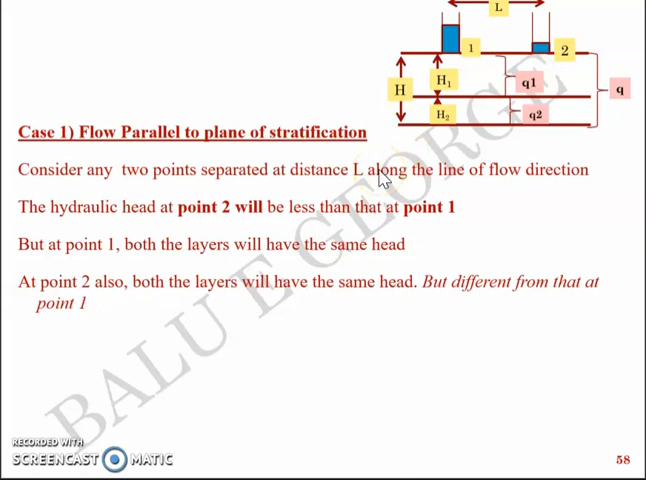 L
1
2
H
H₁
H₂
q1
q2
q
Case 1) Flow Parallel to plane of stratification
Consider any two points separated at distance L along the line of flow direction
The hydraulic head at point 2 will be less than that at point 1
But at point 1, both the layers will have the same head
At point 2 also, both the layers will have the same head. But different from that at
point 1
BALU E GEORGE
RECORDED WITH
SCREENCAST MATIC
58